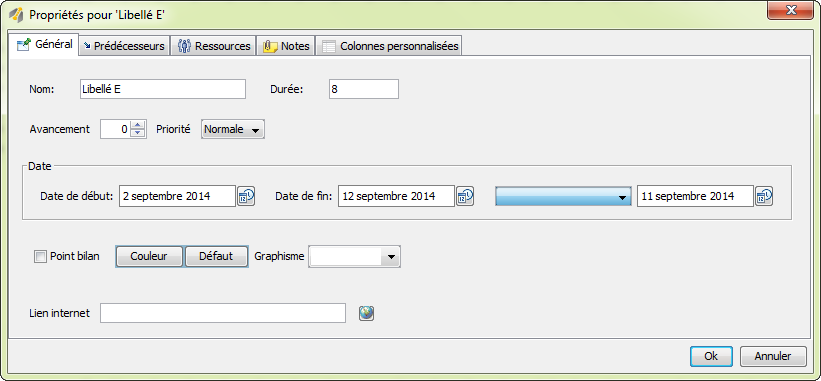 Propriétés pour 'Libellé E'
Général Prédécesseurs Ressources Notes Colonnes personnalisées
Nom: Libellé E Durée: 8
Avancement 0 Priorité Normale
Date
Date de début: 2 septembre 2014 Date de fin: 12 septembre 2014 11 septembre 2014
Point bilan Couleur Défaut Graphisme
Lien internet
Ok Annuler